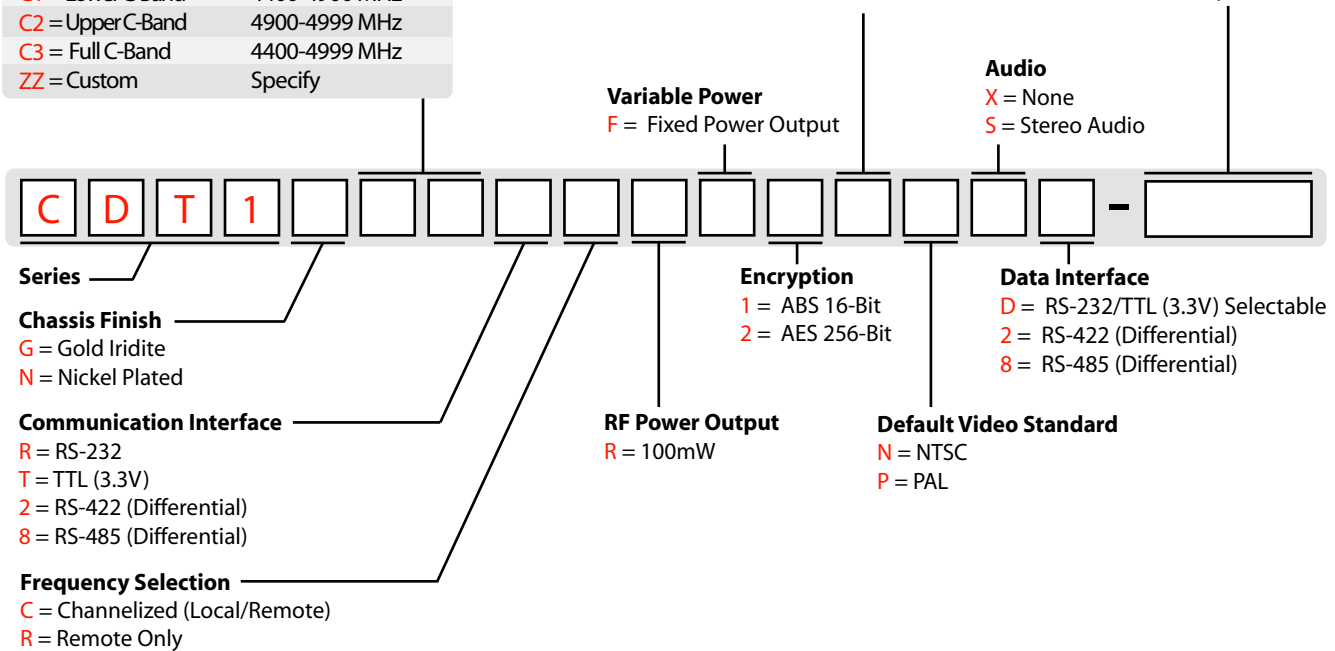 C2 = Upper C-Band 4900-4999 MHz
C3 = Full C-Band 4400-4999 MHz
ZZ = Custom Specify
Variable Power
F = Fixed Power Output
Audio
X = None
S = Stereo Audio
C D T 1 -
Series
Chassis Finish
G = Gold Iridite
N = Nickel Plated
Communication Interface
R = RS-232
T = TTL (3.3V)
2 = RS-422 (Differential)
8 = RS-485 (Differential)
Frequency Selection
C = Channelized (Local/Remote)
R = Remote Only
RF Power Output
R = 100mW
Encryption
1 = ABS 16-Bit
2 = AES 256-Bit
Default Video Standard
N = NTSC
P = PAL
Data Interface
D = RS-232/TTL (3.3V) Selectable
2 = RS-422 (Differential)
8 = RS-485 (Differential)